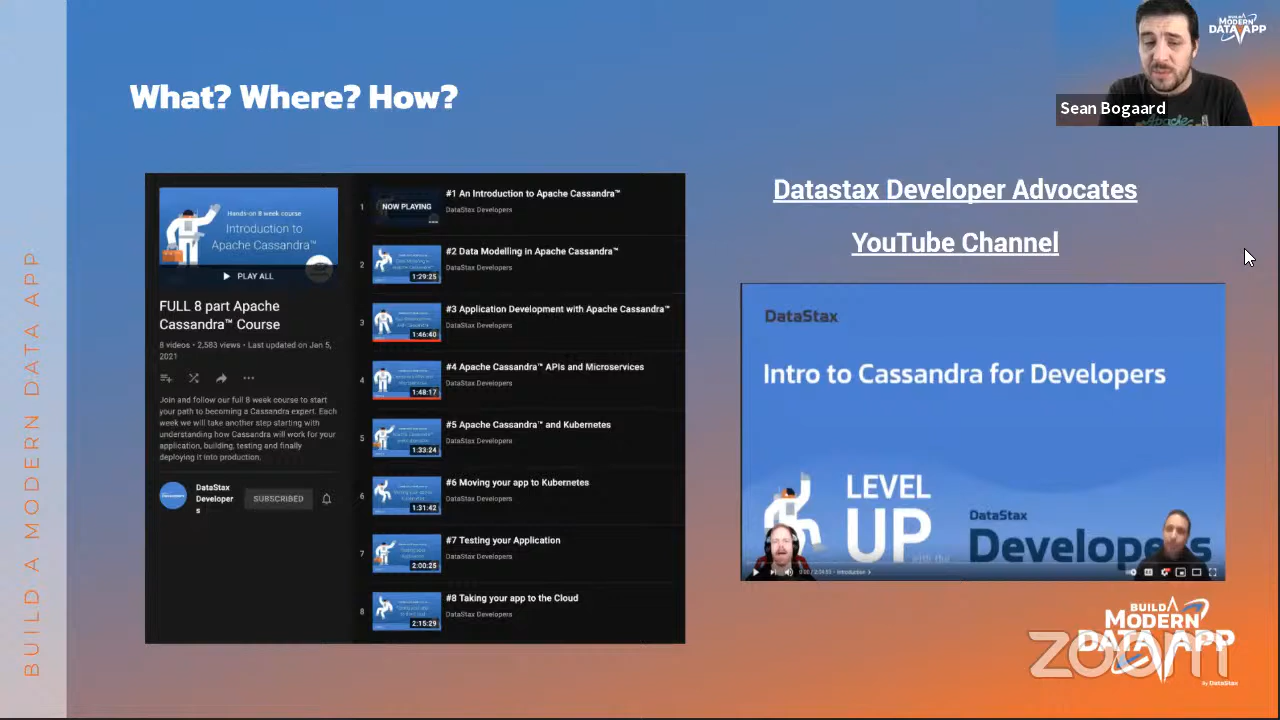 BUILD A MODERN DATA APP
What? Where? How?
BUILD A
MODERN
DATA APP
Sean Bogaard
Apache
Hands-on 8 week course
Introduction to
Apache Cassandra™
PLAY ALL
FULL 8 part Apache
Cassandra™ Course
8 videos • 2,583 views • Last updated on Jan 5,
2021
Join and follow our full 8 week course to start
your path to becoming a Cassandra expert. Each
week we will take another step starting with
understanding how Cassandra will work for your
application, building, testing and finally
deploying it into production.
DataStax
Developer
s
SUBSCRIBED
1
NOW PLAYING
#1 An Introduction to Apache Cassandra™
DataStax Developers
2
1:29:25
#2 Data Modelling in Apache Cassandra™
DataStax Developers
3
1:46:40
#3 Application Development with Apache Cassandra™
DataStax Developers
4
1:48:17
#4 Apache Cassandra™ APIs and Microservices
DataStax Developers
5
1:33:24
#5 Apache Cassandra™ and Kubernetes
DataStax Developers
6
1:31:42
#6 Moving your app to Kubernetes
DataStax Developers
7
2:00:25
#7 Testing your Application
DataStax Developers
8
2:15:29
#8 Taking your app to the Cloud
DataStax Developers
Datastax Developer Advocates
YouTube Channel
DataStax
Intro to Cassandra for Developers
LEVEL
UP
with the
DataStax
Developers
Introduction
BUILD A
MODERN
DATA APP
By DataStax
zoom